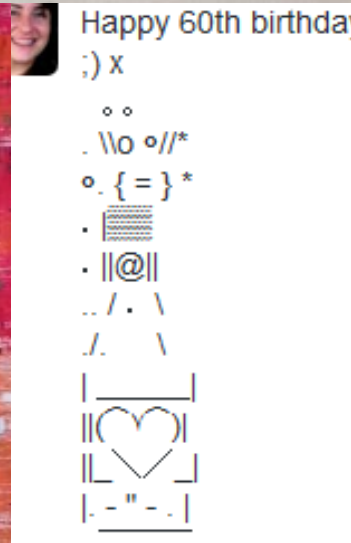 Happy 60th birthday
;) x
° °
. \\o °//*
°. { = } *
· |▒▒▒
· ||@||
.. / . \
./. \
| ______|
||(⁀Y⁀)|
||_╲╱_|
|. - " - . |
‾‾‾‾‾‾